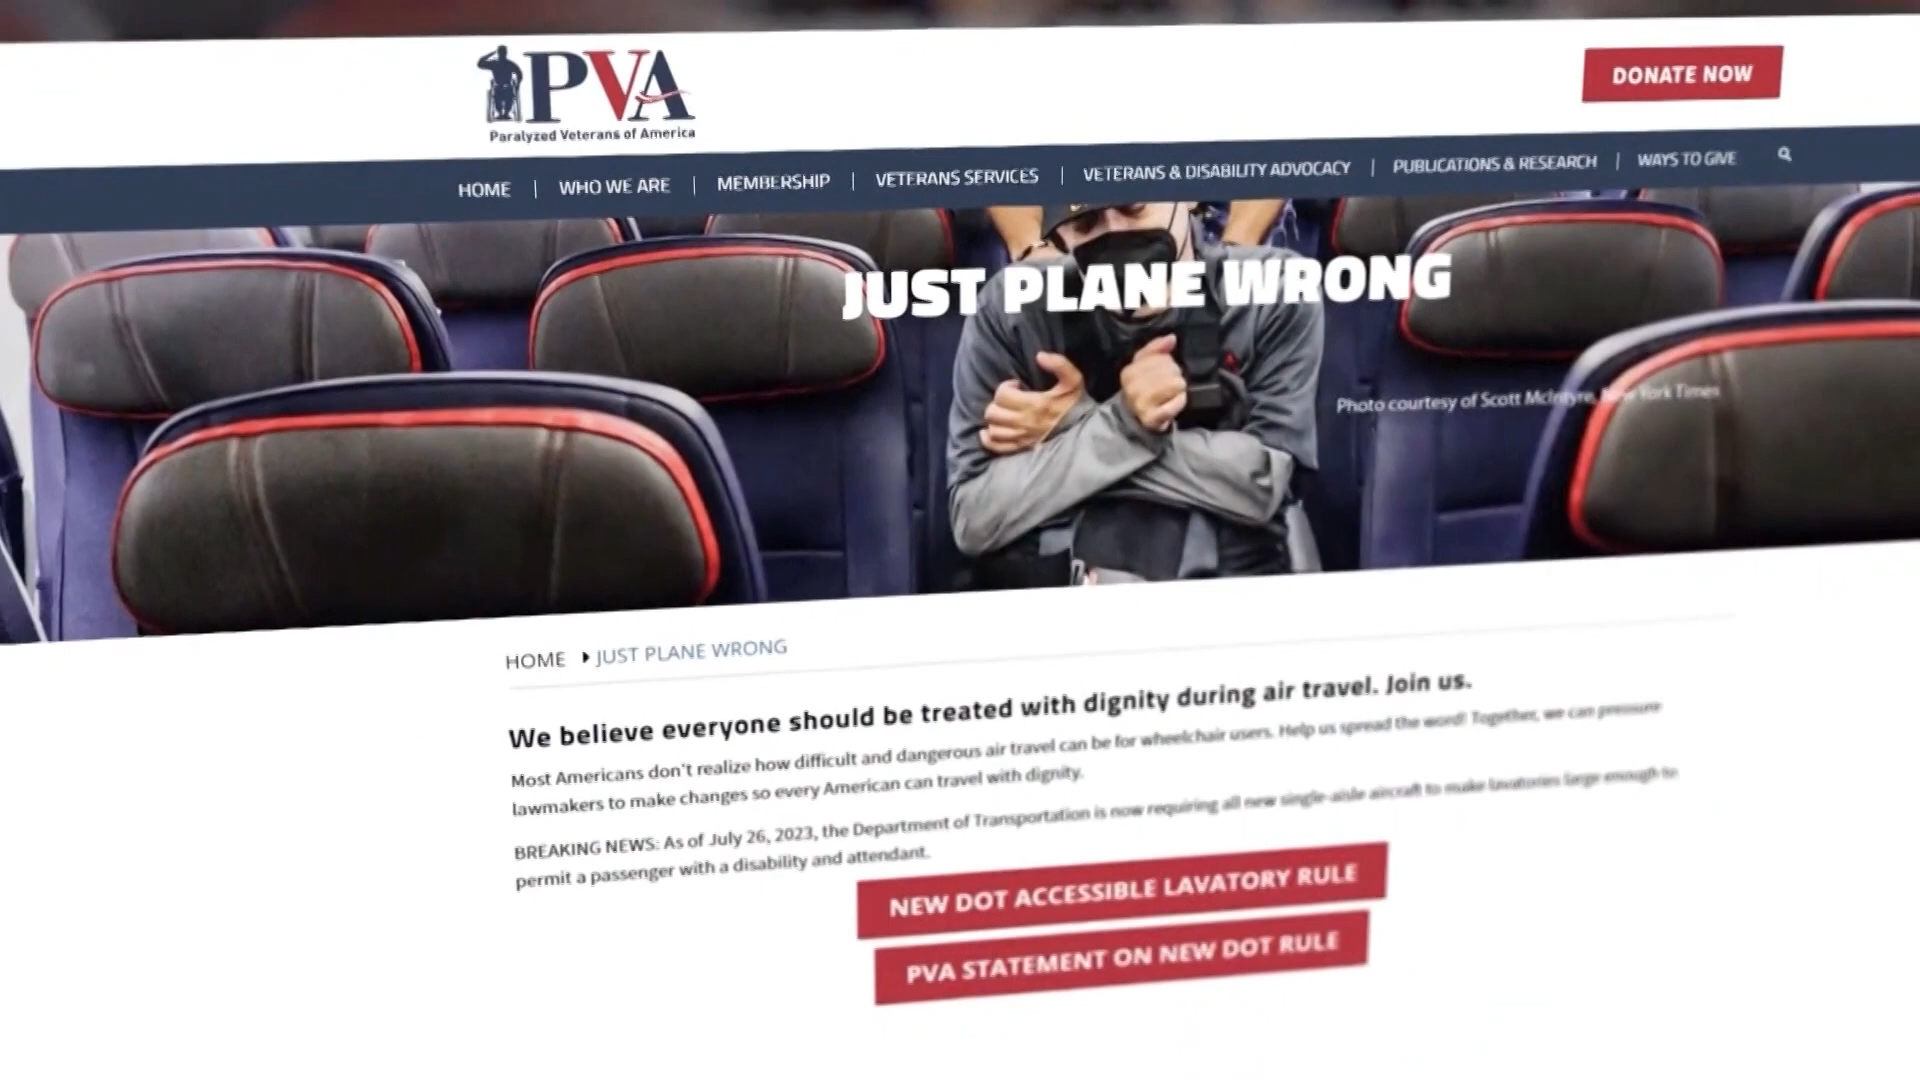 PVA
Paralyzed Veterans of America
DONATE NOW
HOME | WHO WE ARE | MEMBERSHIP | VETERANS SERVICES | VETERANS & DISABILITY ADVOCACY | PUBLICATIONS & RESEARCH | WAYS TO GIVE
JUST PLANE WRONG
Photo courtesy of Scott McIntyre, New York Times
HOME JUST PLANE WRONG
We believe everyone should be treated with dignity during air travel. Join us.
Most Americans don't realize how difficult and dangerous air travel can be for wheelchair users. Help us spread the word! Together, we can pressure
lawmakers to make changes so every American can travel with dignity.
BREAKING NEWS: As of July 26, 2023, the Department of Transportation is now requiring all new single-aisle aircraft to make lavatories large enough to
permit a passenger with a disability and attendant.
NEW DOT ACCESSIBLE LAVATORY RULE
PVA STATEMENT ON NEW DOT RULE